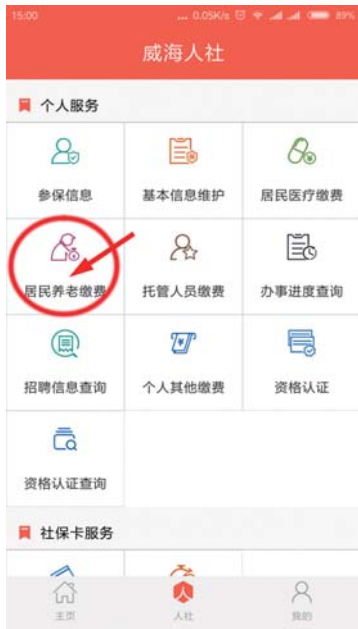 15:00 ... 0.05K/s 89%
威海人社
个人服务
参保信息 基本信息维护 居民医疗缴费
居民养老缴费 托管人员缴费 办事进度查询
招聘信息查询 个人其他缴费 资格认证
资格认证查询
社保卡服务
主页 人社 我的